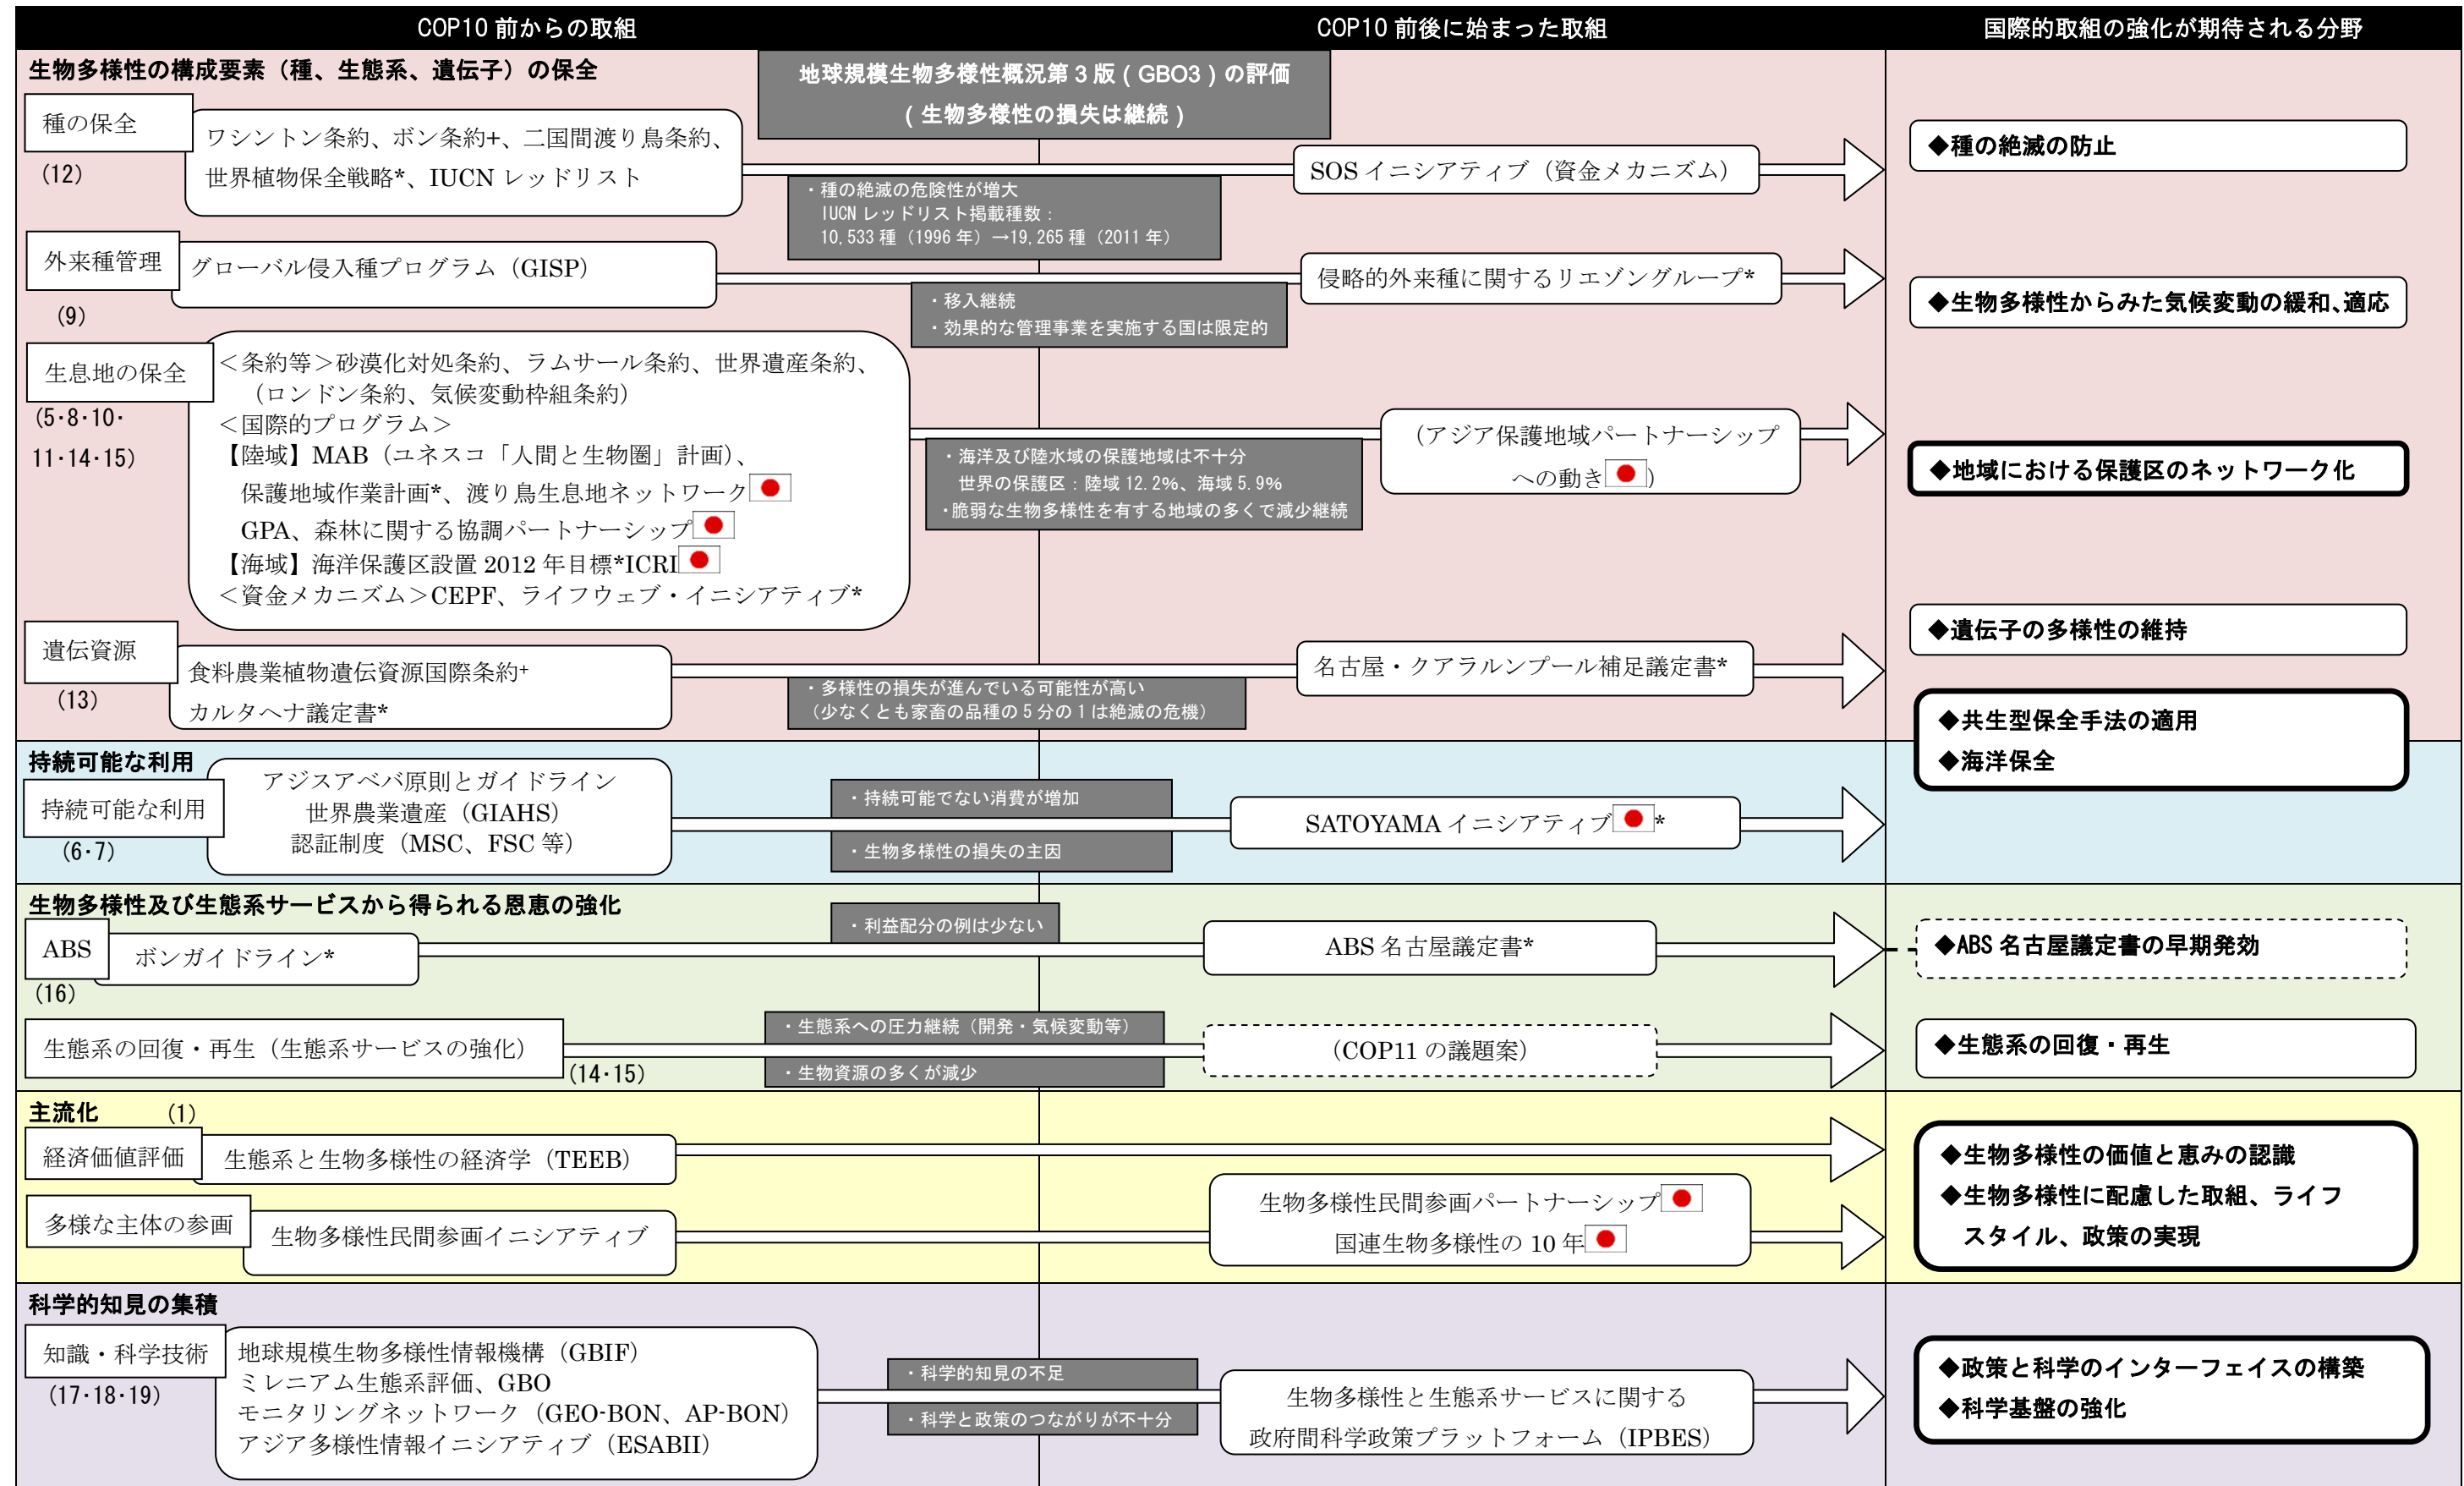 COP10 前からの取組
COP10 前後に始まった取組
国際的取組の強化が期待される分野
生物多様性の構成要素（種、生態系、遺伝子）の保全
地球規模生物多様性概況第 3 版 ( GBO3 ) の評価
( 生物多様性の損失は継続 )
種の保全
(12)
ワシントン条約、ボン条約+、二国間渡り鳥条約、
世界植物保全戦略*、IUCN レッドリスト
・種の絶滅の危険性が増大
IUCN レッドリスト掲載種数：
10,533 種（1996 年）→19,265 種（2011 年）
SOS イニシアティブ（資金メカニズム）
◆種の絶滅の防止
外来種管理
(9)
グローバル侵入種プログラム（GISP）
・移入継続
・効果的な管理事業を実施する国は限定的
侵略的外来種に関するリエゾングループ*
◆生物多様性からみた気候変動の緩和、適応
生息地の保全
(5・8・10・
11・14・15)
＜条約等＞砂漠化対処条約、ラムサール条約、世界遺産条約、
（ロンドン条約、気候変動枠組条約）
＜国際的プログラム＞
【陸域】MAB（ユネスコ「人間と生物圏」計画）、
保護地域作業計画*、渡り鳥生息地ネットワーク
GPA、森林に関する協調パートナーシップ
【海域】海洋保護区設置 2012 年目標*ICRI
＜資金メカニズム＞CEPF、ライフウェブ・イニシアティブ*
・海洋及び陸水域の保護地域は不十分
世界の保護区：陸域 12.2%、海域 5.9%
・脆弱な生物多様性を有する地域の多くで減少継続
（アジア保護地域パートナーシップ
への動き）
◆地域における保護区のネットワーク化
遺伝資源
(13)
食料農業植物遺伝資源国際条約+
カルタヘナ議定書*
・多様性の損失が進んでいる可能性が高い
（少なくとも家畜の品種の 5 分の 1 は絶滅の危機）
名古屋・クアラルンプール補足議定書*
◆遺伝子の多様性の維持
◆共生型保全手法の適用
◆海洋保全
持続可能な利用
持続可能な利用
(6・7)
アジスアベバ原則とガイドライン
世界農業遺産（GIAHS）
認証制度（MSC、FSC 等）
・持続可能でない消費が増加
・生物多様性の損失の主因
SATOYAMA イニシアティブ*
生物多様性及び生態系サービスから得られる恩恵の強化
ABS
(16)
ボンガイドライン*
・利益配分の例は少ない
ABS 名古屋議定書*
◆ABS 名古屋議定書の早期発効
生態系の回復・再生（生態系サービスの強化）
(14・15)
・生態系への圧力継続（開発・気候変動等）
・生物資源の多くが減少
（COP11 の議題案）
◆生態系の回復・再生
主流化 (1)
経済価値評価
生態系と生物多様性の経済学（TEEB）
多様な主体の参画
生物多様性民間参画イニシアティブ
生物多様性民間参画パートナーシップ
国連生物多様性の 10 年
◆生物多様性の価値と恵みの認識
◆生物多様性に配慮した取組、ライフ
スタイル、政策の実現
科学的知見の集積
知識・科学技術
(17・18・19)
地球規模生物多様性情報機構（GBIF）
ミレニアム生態系評価、GBO
モニタリングネットワーク（GEO-BON、AP-BON）
アジア多様性情報イニシアティブ（ESABII）
・科学的知見の不足
・科学と政策のつながりが不十分
生物多様性と生態系サービスに関する
政府間科学政策プラットフォーム（IPBES）
◆政策と科学のインターフェイスの構築
◆科学基盤の強化